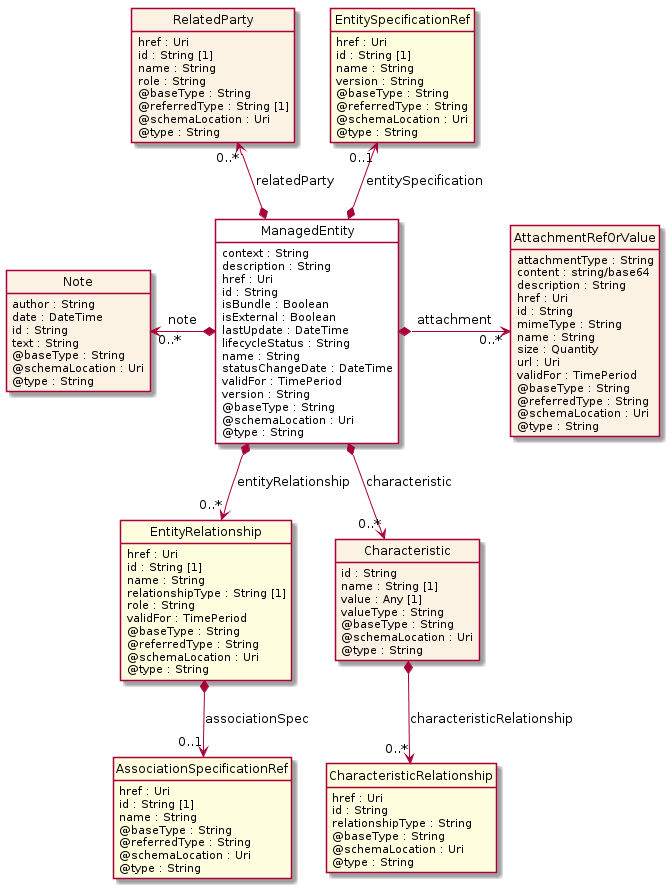 RelatedParty
href : Uri
id : String [1]
name : String
role : String
@baseType : String
@referredType : String [1]
@schemaLocation : Uri
@type : String
EntitySpecificationRef
href : Uri
id : String [1]
name : String
version : String
@baseType : String
@referredType : String
@schemaLocation : Uri
@type : String
0..*
relatedParty
0..1
entitySpecification
ManagedEntity
context : String
description : String
href : Uri
id : String
isBundle : Boolean
isExternal : Boolean
lastUpdate : DateTime
lifecycleStatus : String
name : String
statusChangeDate : DateTime
validFor : TimePeriod
version : String
@baseType : String
@schemaLocation : Uri
@type : String
Note
author : String
date : DateTime
id : String
text : String
@baseType : String
@schemaLocation : Uri
@type : String
note
0..*
attachment
0..*
AttachmentRefOrValue
attachmentType : String
content : string/base64
description : String
href : Uri
id : String
mimeType : String
name : String
size : Quantity
url : Uri
validFor : TimePeriod
@baseType : String
@referredType : String
@schemaLocation : Uri
@type : String
entityRelationship
0..*
characteristic
0..*
EntityRelationship
href : Uri
id : String [1]
name : String
relationshipType : String [1]
role : String
validFor : TimePeriod
@baseType : String
@referredType : String
@schemaLocation : Uri
@type : String
Characteristic
id : String
name : String [1]
value : Any [1]
valueType : String
@baseType : String
@schemaLocation : Uri
@type : String
associationSpec
0..1
characteristicRelationship
0..*
AssociationSpecificationRef
href : Uri
id : String [1]
name : String
@baseType : String
@referredType : String
@schemaLocation : Uri
@type : String
CharacteristicRelationship
href : Uri
id : String
relationshipType : String
@baseType : String
@schemaLocation : Uri
@type : String